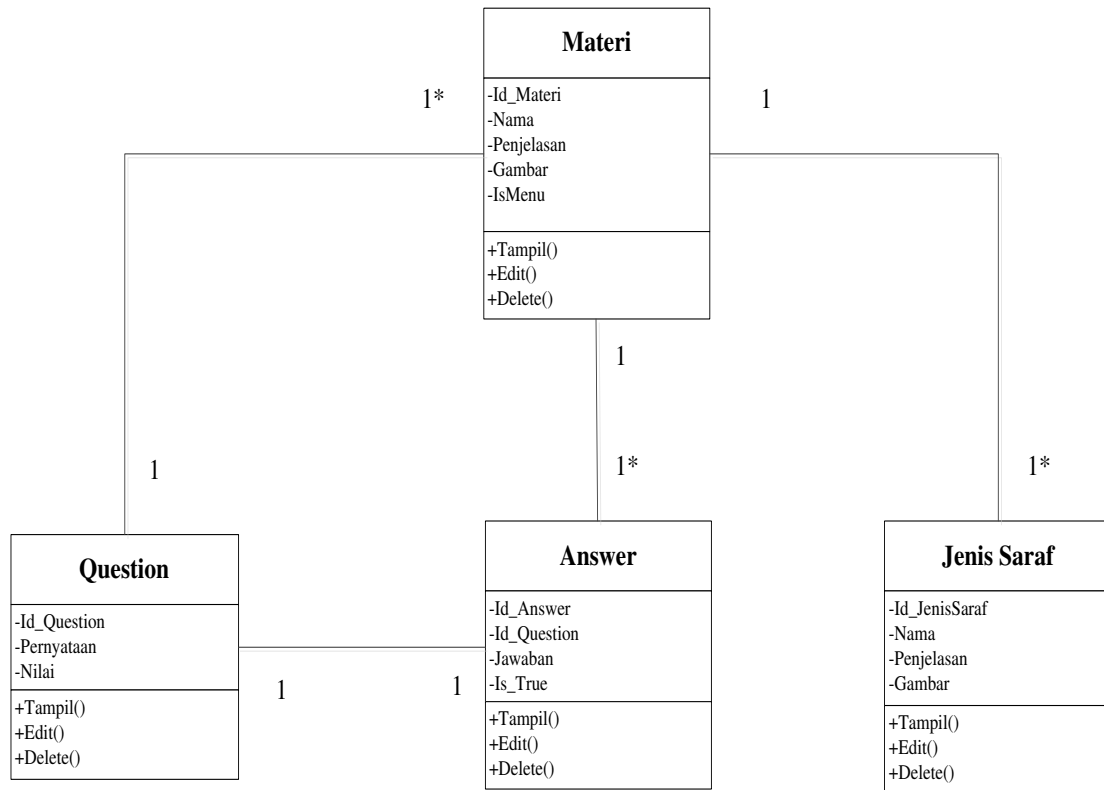 Materi
-Id_Materi
-Nama
-Penjelasan
-Gambar
-IsMenu
+Tampil()
+Edit()
+Delete()
1*
1
1
1*
1
1*
Question
-Id_Question
-Pernyataan
-Nilai
+Tampil()
+Edit()
+Delete()
1
1
Answer
-Id_Answer
-Id_Question
-Jawaban
-Is_True
+Tampil()
+Edit()
+Delete()
Jenis Saraf
-Id_JenisSaraf
-Nama
-Penjelasan
-Gambar
+Tampil()
+Edit()
+Delete()